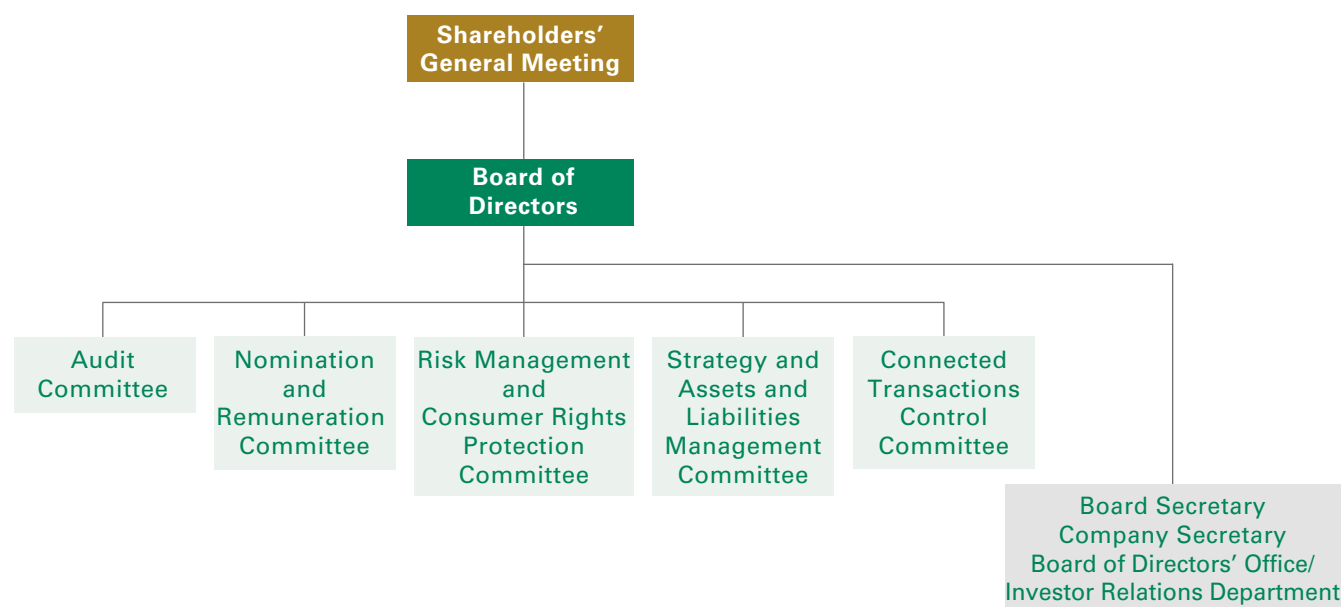 Shareholders’
General Meeting
Board of
Directors
Audit
Committee
Nomination
and
Remuneration
Committee
Risk Management
and
Consumer Rights
Protection
Committee
Strategy and
Assets and
Liabilities
Management
Committee
Connected
Transactions
Control
Committee
Board Secretary
Company Secretary
Board of Directors’ Office/
Investor Relations Department